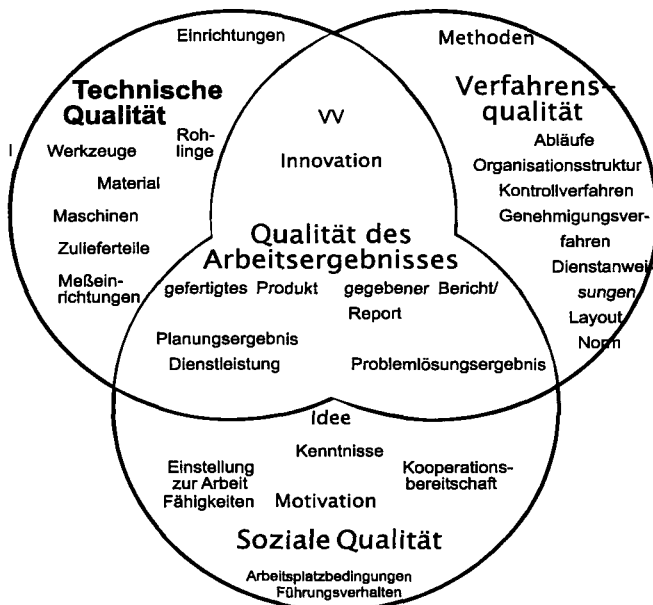 Einrichtungen
Technische
Qualität
Roh-
linge
I
Werkzeuge
Material
Maschinen
Zulieferteile
Meßein-
richtungen
Methoden
Verfahrens-
qualität
Abläufe
Organisationsstruktur
Kontrollverfahren
Genehmigungsver-
fahren
Dienstanwei-
sungen
Layout
Norm
VV
Innovation
Qualität des
Arbeitsergebnisses
gefertigtes Produkt
gegebener Bericht/
Report
Planungsergebnis
Dienstleistung
Problemlösungsergebnis
Idee
Kenntnisse
Einstellung
zur Arbeit
Fähigkeiten
Motivation
Kooperations-
bereitschaft
Soziale Qualität
Arbeitsplatzbedingungen
Führungsverhalten